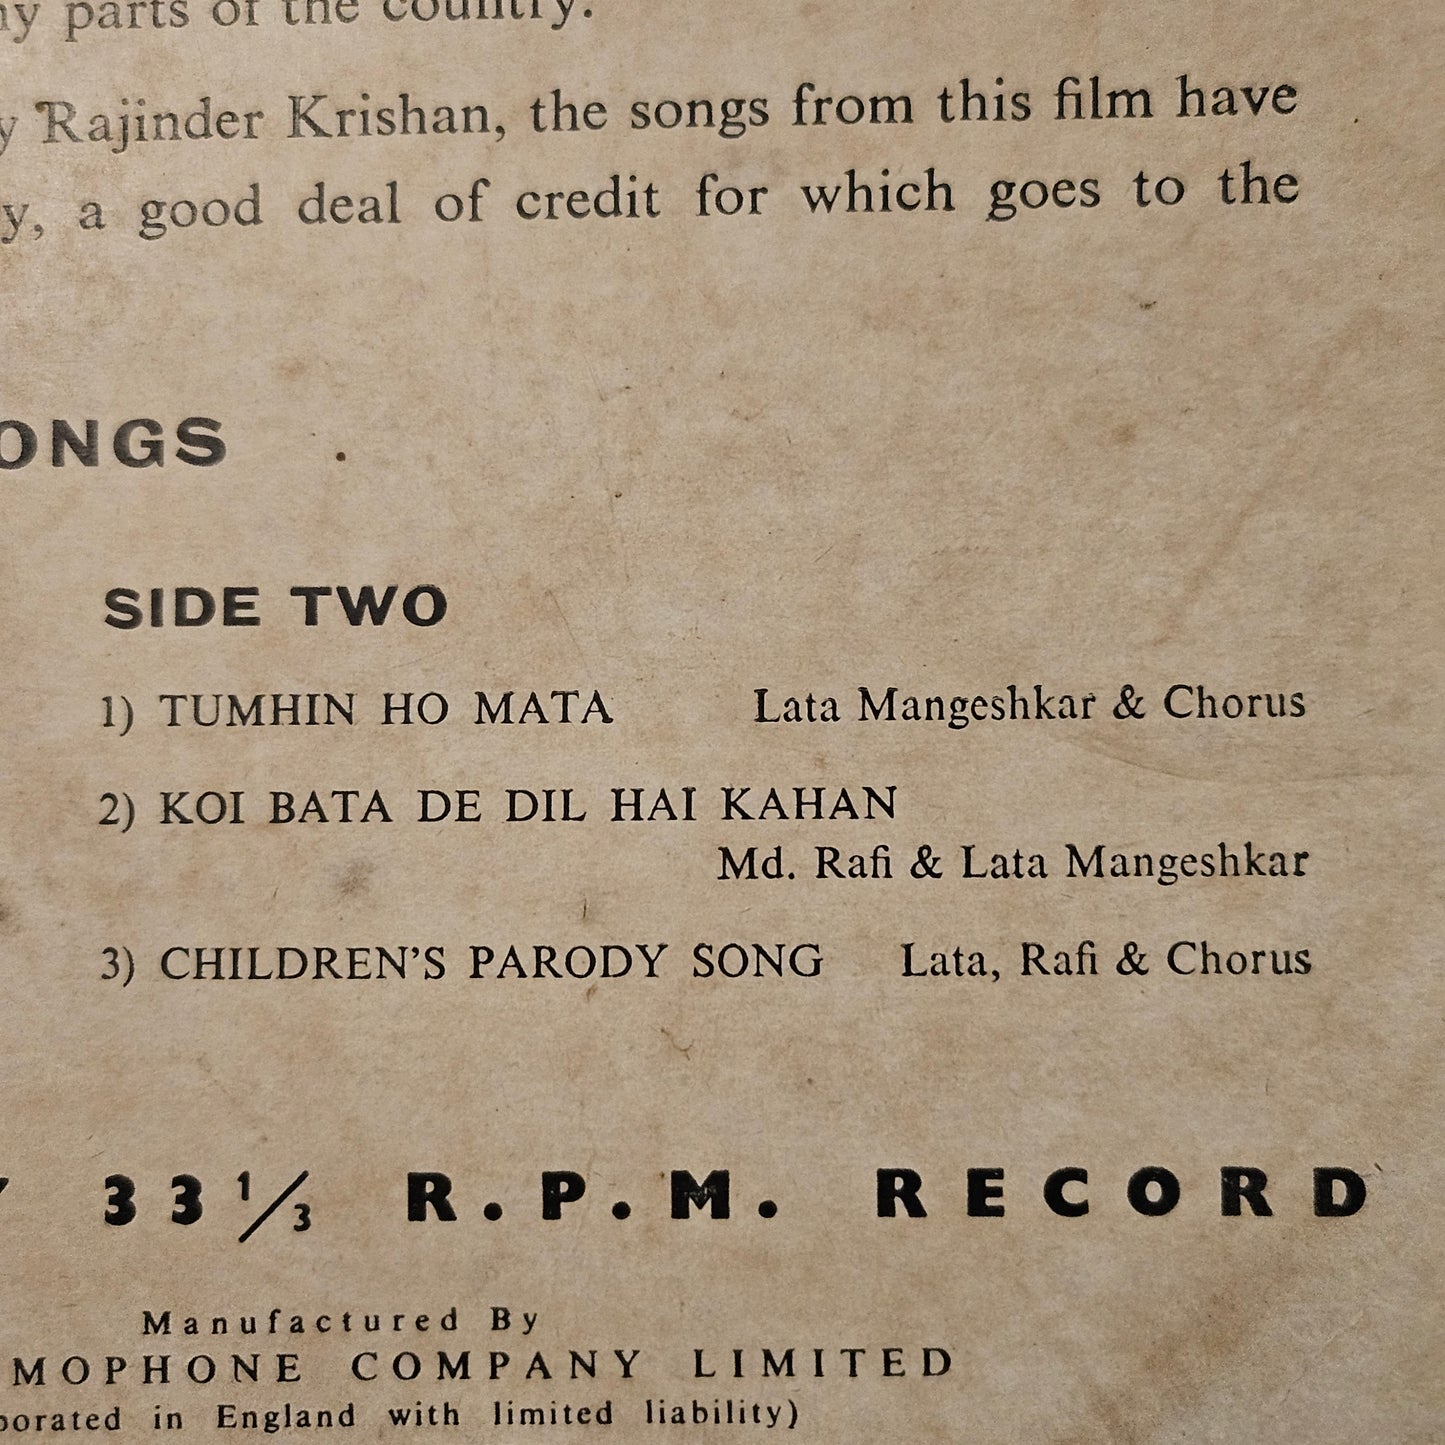 parts of the country.
Rajinder Krishan, the songs from this film have
a good deal of credit for which goes to the
SIDE TWO
1) TUMHIN HO MATA Lata Mangeshkar & Chorus
2) KOI BATA DE DIL HAI KAHAN
Md. Rafi & Lata Mangeshkar
3) CHILDREN'S PARODY SONG Lata, Rafi & Chorus
33 1/3 R.P.M. RECORD
Manufactured By
MOPHONE COMPANY LIMITED
porated in England with limited liability)